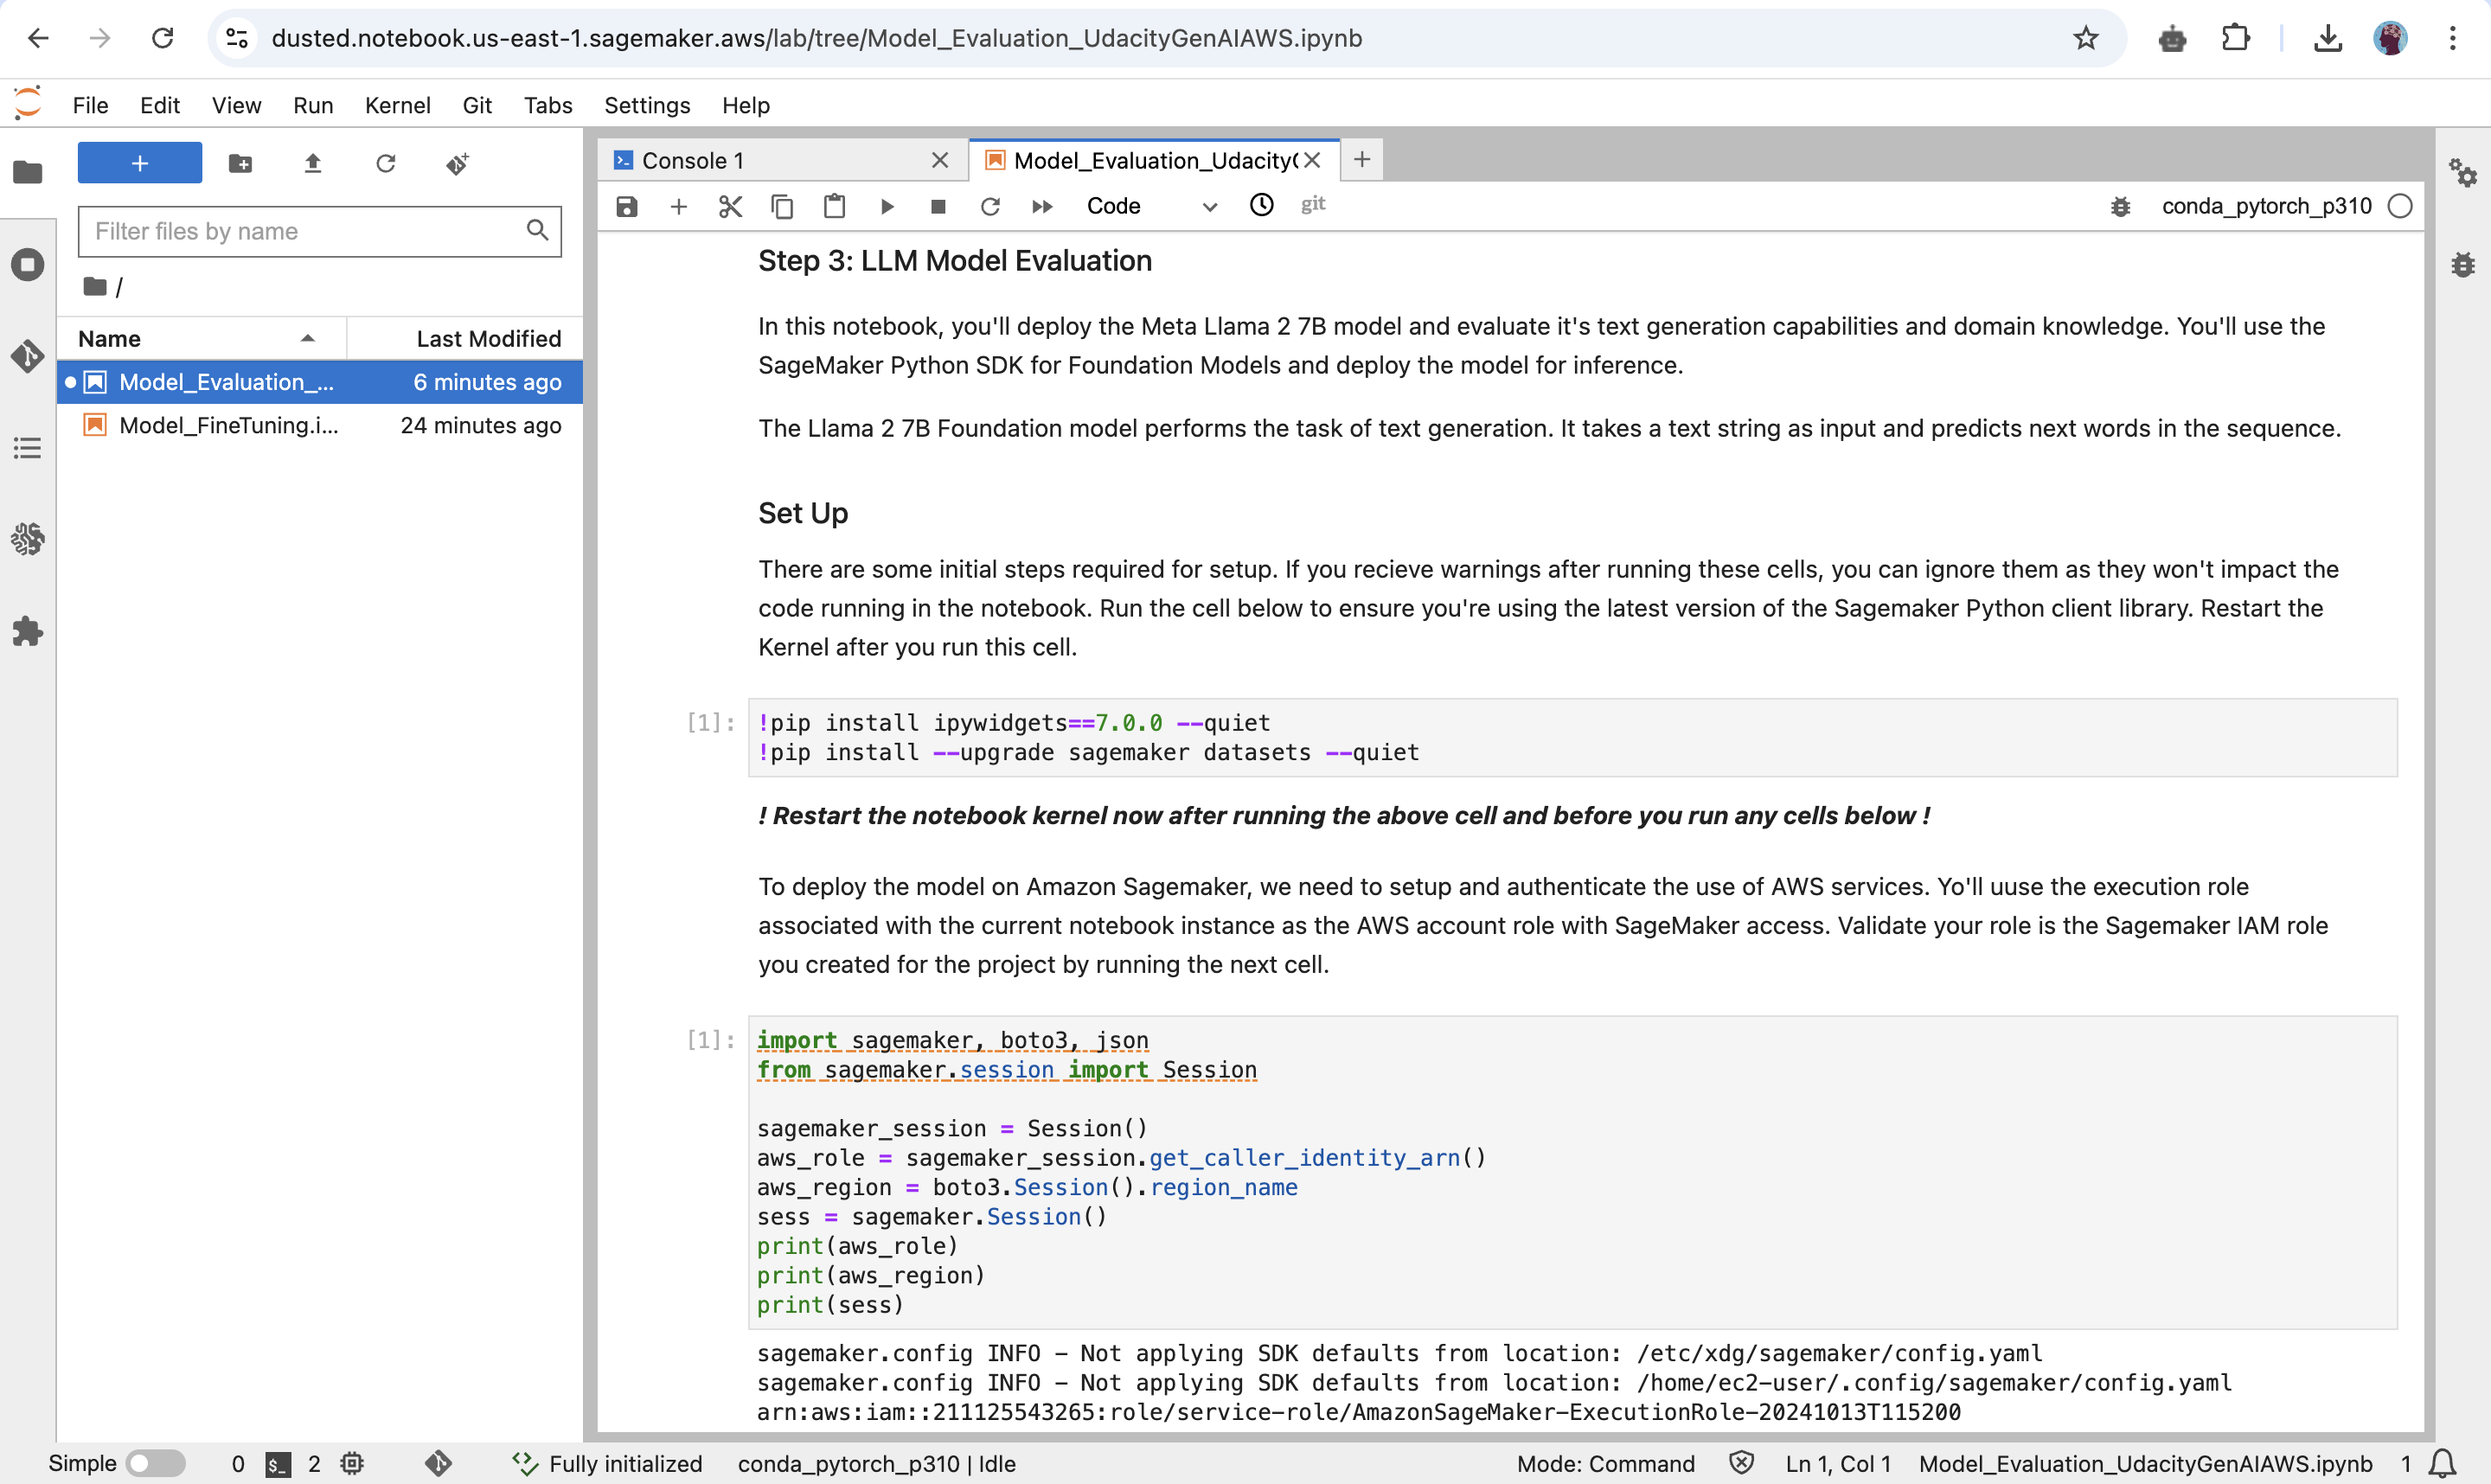 dusted.notebook.us-east-1.sagemaker.aws/lab/tree/Model_Evaluation_UdacityGenAIAWS.ipynb
File Edit View Run Kernel Git Tabs Settings Help
Console 1
Model_Evaluation_Udacity(
Code
git
conda_pytorch_p310
Filter files by name
/
Name Last Modified
Model_Evaluation_... 6 minutes ago
Model_FineTuning.i... 24 minutes ago
Step 3: LLM Model Evaluation
In this notebook, you'll deploy the Meta Llama 2 7B model and evaluate it's text generation capabilities and domain knowledge. You'll use the
SageMaker Python SDK for Foundation Models and deploy the model for inference.
The Llama 2 7B Foundation model performs the task of text generation. It takes a text string as input and predicts next words in the sequence.
Set Up
There are some initial steps required for setup. If you recieve warnings after running these cells, you can ignore them as they won't impact the
code running in the notebook. Run the cell below to ensure you're using the latest version of the Sagemaker Python client library. Restart the
Kernel after you run this cell.
[1]: !pip install ipywidgets==7.0.0 --quiet
!pip install --upgrade sagemaker datasets --quiet
! Restart the notebook kernel now after running the above cell and before you run any cells below !
To deploy the model on Amazon Sagemaker, we need to setup and authenticate the use of AWS services. Yo'll uuse the execution role
associated with the current notebook instance as the AWS account role with SageMaker access. Validate your role is the Sagemaker IAM role
you created for the project by running the next cell.
[1]: import sagemaker, boto3, json
from sagemaker.session import Session
sagemaker_session = Session()
aws_role = sagemaker_session.get_caller_identity_arn()
aws_region = boto3.Session().region_name
sess = sagemaker.Session()
print(aws_role)
print(aws_region)
print(sess)
sagemaker.config INFO - Not applying SDK defaults from location: /etc/xdg/sagemaker/config.yaml
sagemaker.config INFO - Not applying SDK defaults from location: /home/ec2-user/.config/sagemaker/config.yaml
arn:aws:iam::211125543265:role/service-role/AmazonSageMaker-ExecutionRole-20241013T115200
Simple 0 $_ 2 Fully initialized conda_pytorch_p310 | Idle Mode: Command Ln 1, Col 1 Model_Evaluation_UdacityGenAIAWS.ipynb 1